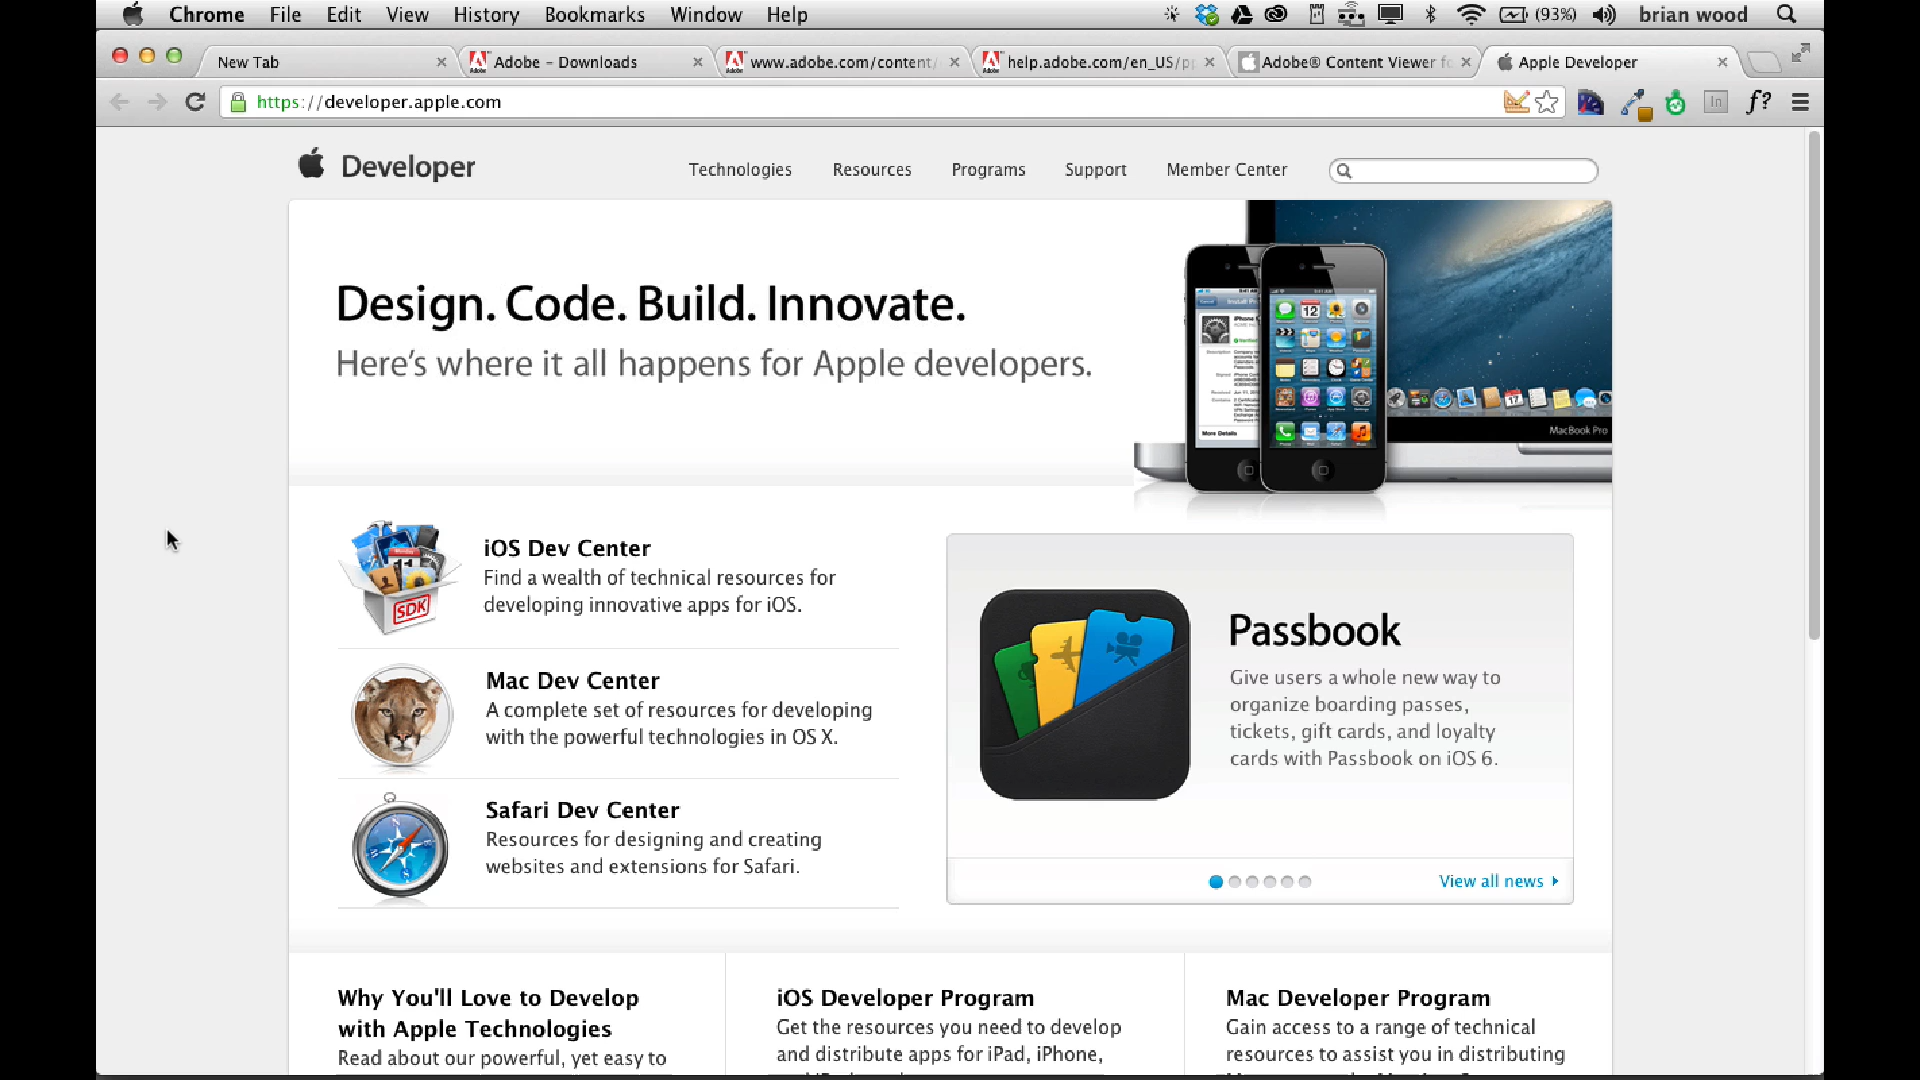 Chrome File Edit View History Bookmarks Window Help (93%) brian wood
New Tab Adobe - Downloads www.adobe.com/content/ help.adobe.com/en_US/ Adobe® Content Viewer fo Apple Developer
https://developer.apple.com
Developer Technologies Resources Programs Support Member Center
Design. Code. Build. Innovate.
Here's where it all happens for Apple developers.
More Details
MacBook Pro
iOS Dev Center
Find a wealth of technical resources for
developing innovative apps for iOS.
SDK
Mac Dev Center
A complete set of resources for developing
with the powerful technologies in OS X.
Safari Dev Center
Resources for designing and creating
websites and extensions for Safari.
Passbook
Give users a whole new way to
organize boarding passes,
tickets, gift cards, and loyalty
cards with Passbook on iOS 6.
View all news
Why You'll Love to Develop
with Apple Technologies
Read about our powerful, yet easy to
iOS Developer Program
Get the resources you need to develop
and distribute apps for iPad, iPhone,
Mac Developer Program
Gain access to a range of technical
resources to assist you in distributing